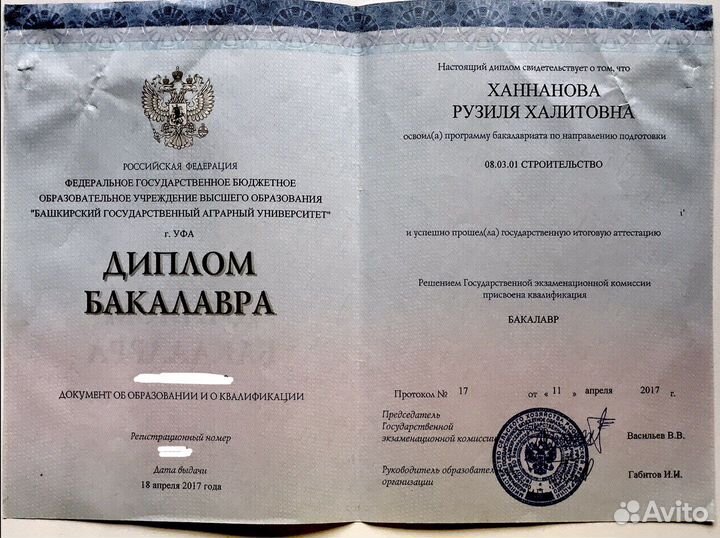 РОССИЙСКАЯ ФЕДЕРАЦИЯ
ФЕДЕРАЛЬНОЕ ГОСУДАРСТВЕННОЕ БЮДЖЕТНОЕ
ОБРАЗОВАТЕЛЬНОЕ УЧРЕЖДЕНИЕ ВЫСШЕГО ОБРАЗОВАНИЯ
"БАШКИРСКИЙ ГОСУДАРСТВЕННЫЙ АГРАРНЫЙ УНИВЕРСИТЕТ"
г. УФА
ДИПЛОМ
БАКАЛАВРА
ДОКУМЕНТ ОБ ОБРАЗОВАНИИ И О КВАЛИФИКАЦИИ
Регистрационный номер
Дата выдачи
18 апреля 2017 года
Настоящий диплом свидетельствует о том, что
ХАННАНОВА
РУЗИЛЯ ХАЛИТОВНА
освоил(а) программу бакалавриата по направлению подготовки
08.03.01 СТРОИТЕЛЬСТВО
и успешно прошел(ла) государственную итоговую аттестацию
Решением Государственной экзаменационной комиссии
присвоена квалификация
БАКАЛАВР
Протокол № 17 от « 11 » апреля 2017 г.
Председатель
Государственной
экзаменационной комиссии Васильев В.В.
Руководитель образовател
организации Габитов И.И.
Avito